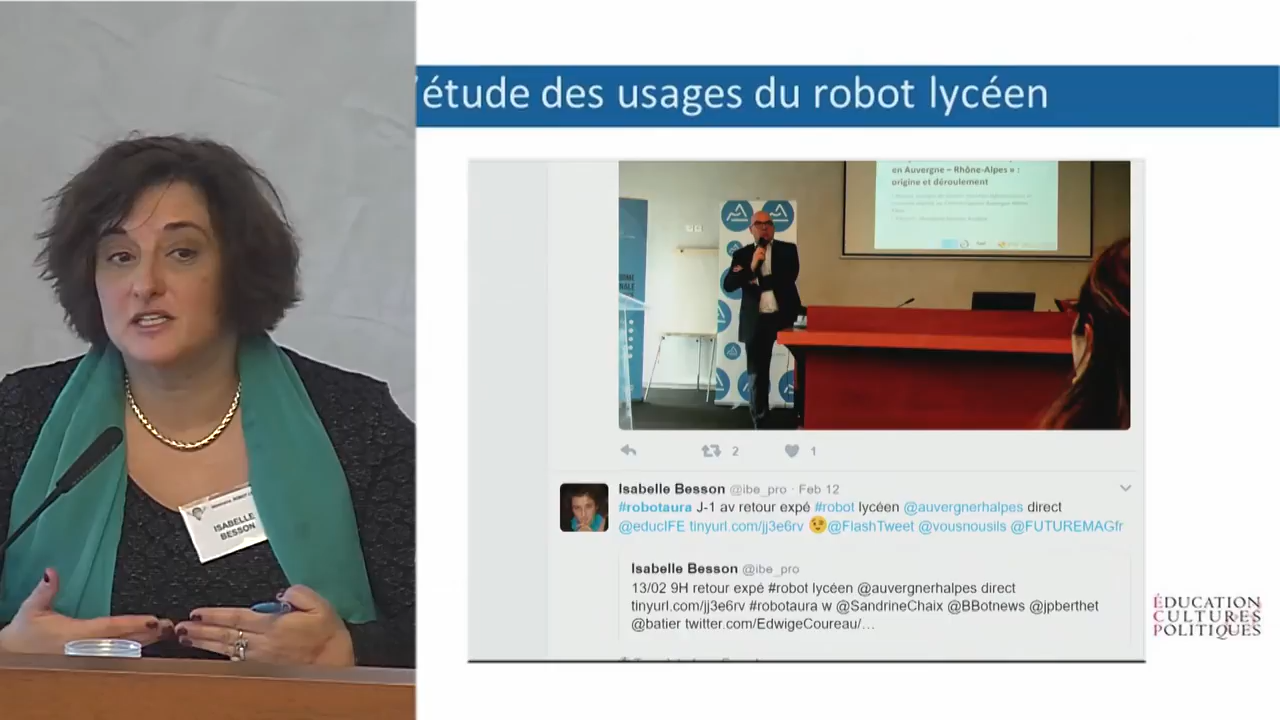 'étude des usages du robot lycéen
en Auvergne – Rhône-Alpes » :
origine et déroulement
2
1
Isabelle Besson @ibe_pro · Feb 12
#robotaura J-1 av retour expé #robot lycéen @auvergnerhalpes direct
@educIFE tinyurl.com/jj3e6rv 😉@FlashTweet @vousnousils @FUTUREMAGfr
Isabelle Besson @ibe_pro
13/02 9H retour expé #robot lycéen @auvergnerhalpes direct
tinyurl.com/jj3e6rv #robotaura w @SandrineChaix @BBotnews @jpberthet
@batier twitter.com/EdwigeCoureau/…
ISABELLE
BESSON
ÉDUCATION
CULTURES
POLITIQUES